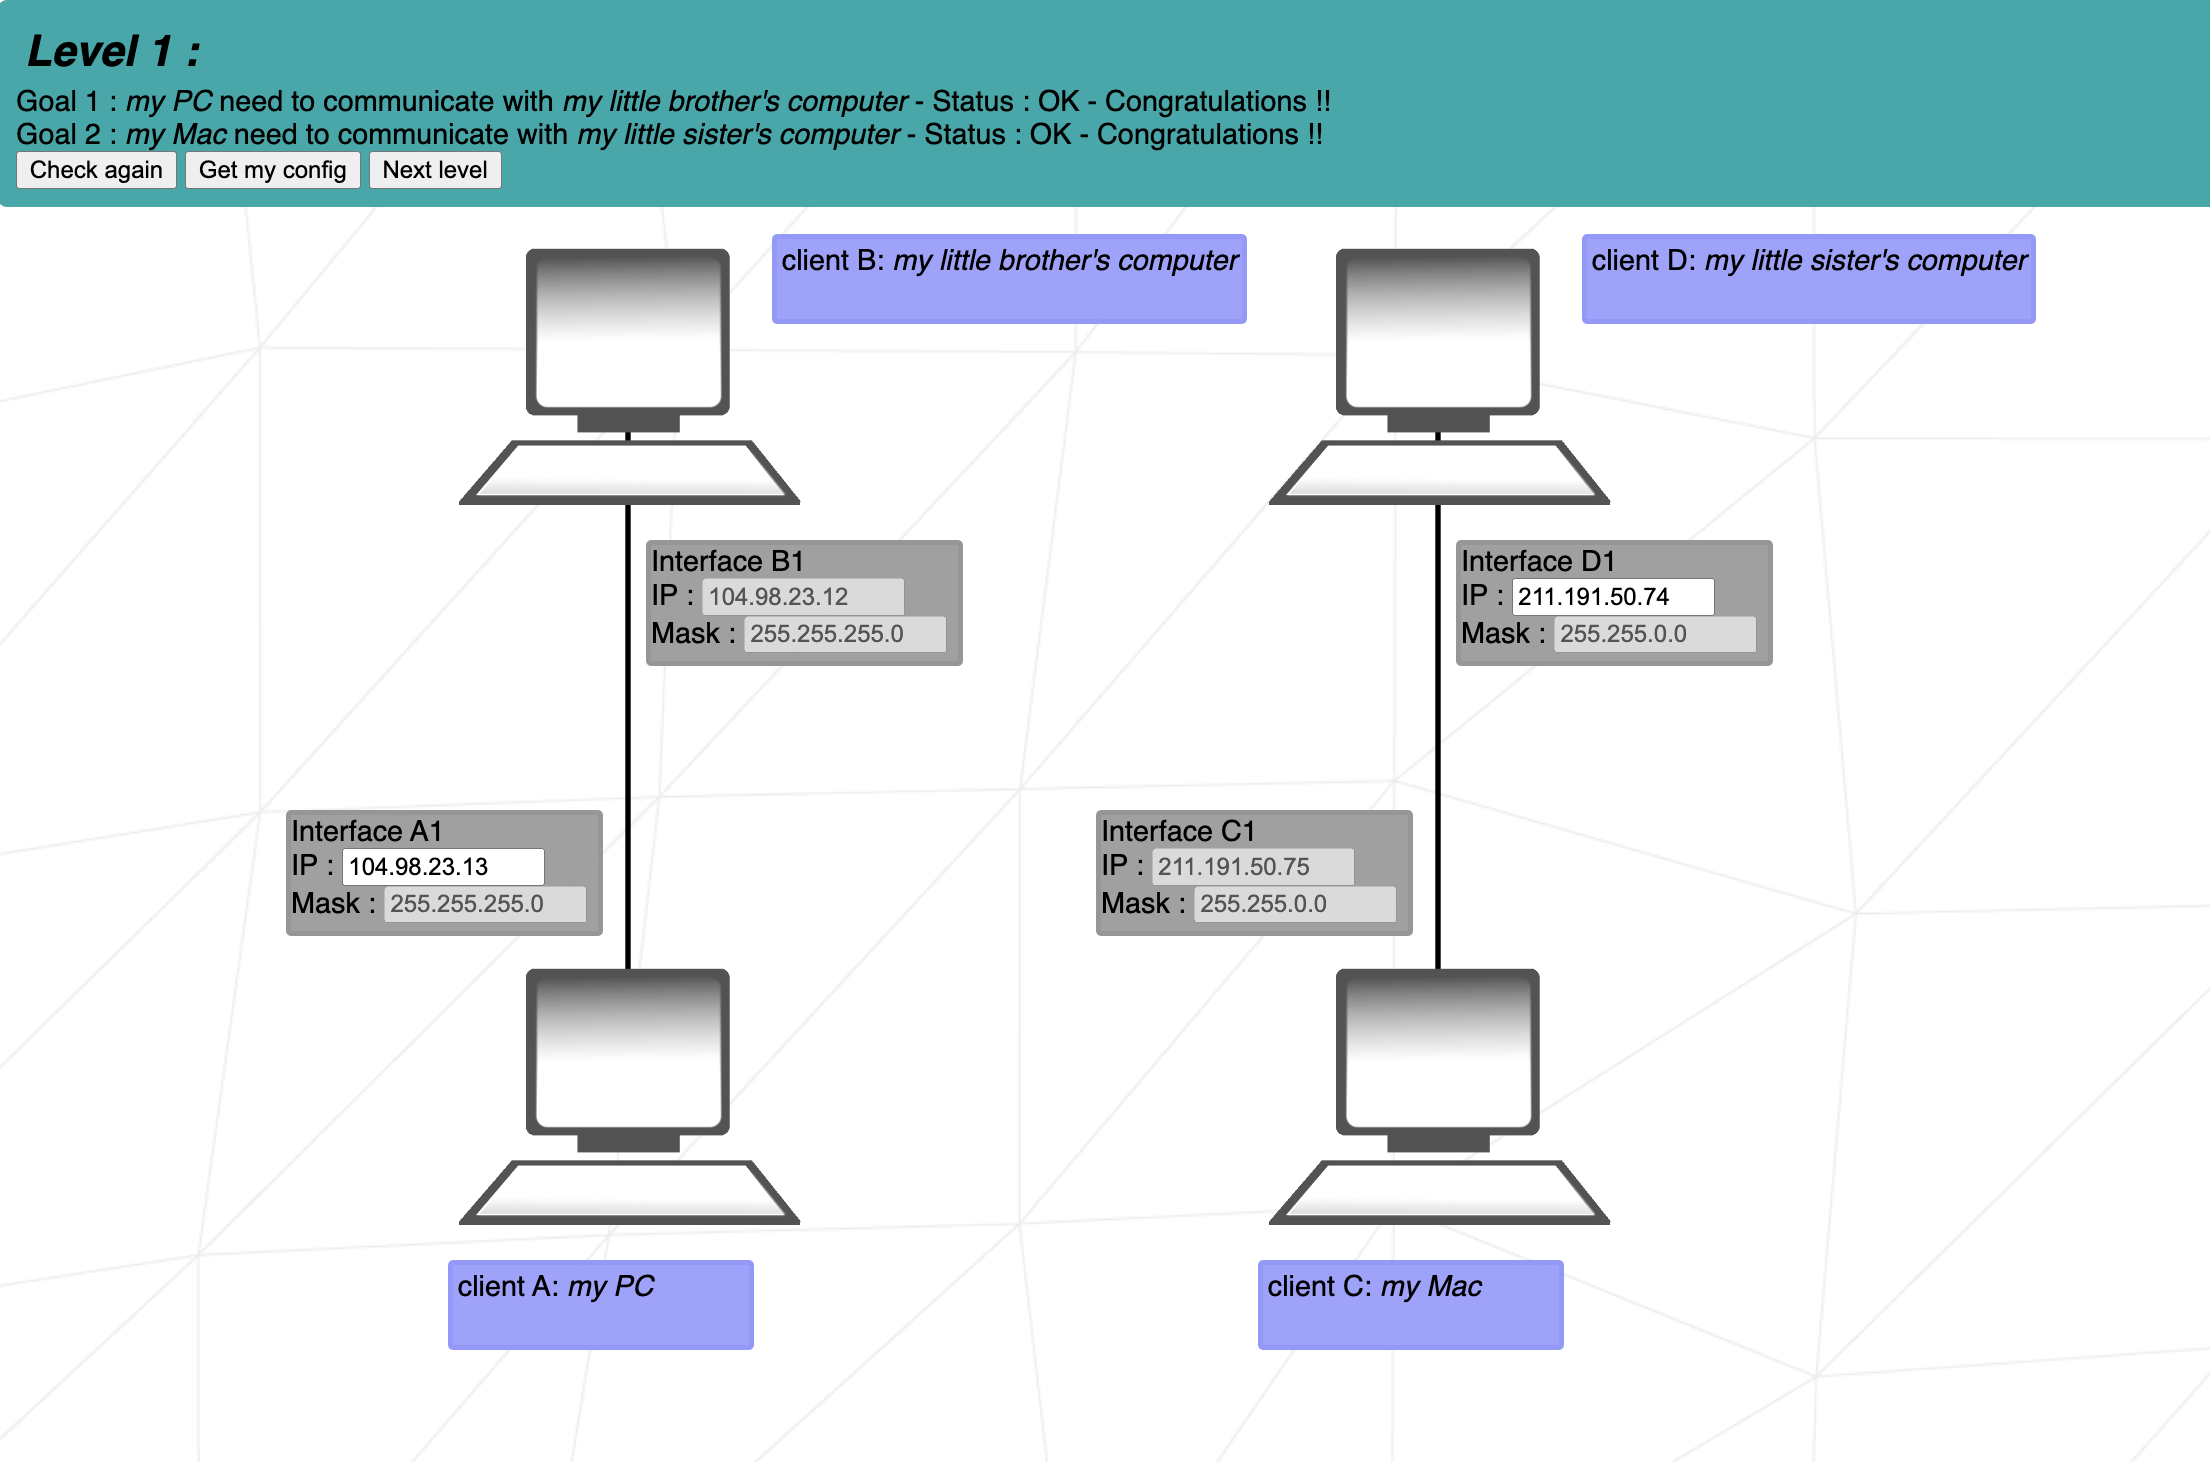 Level 1 :
Goal 1 : my PC need to communicate with my little brother's computer - Status : OK - Congratulations !!
Goal 2 : my Mac need to communicate with my little sister's computer - Status : OK - Congratulations !!
Check again Get my config Next level
client B: my little brother's computer
client D: my little sister's computer
Interface B1
IP : 104.98.23.12
Mask : 255.255.255.0
Interface D1
IP : 211.191.50.74
Mask : 255.255.0.0
Interface A1
IP : 104.98.23.13
Mask : 255.255.255.0
Interface C1
IP : 211.191.50.75
Mask : 255.255.0.0
client A: my PC
client C: my Mac